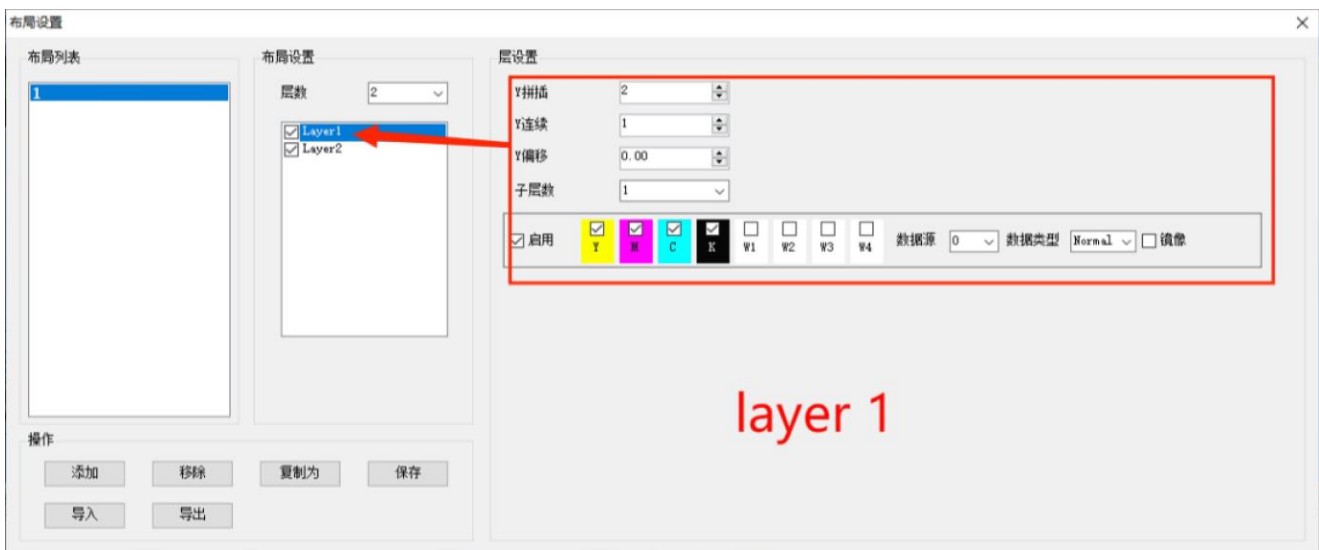 布局设置
布局列表
1
布局设置
层数 2
Layer1
Layer2
层设置
Y拼插 2
Y连续 1
Y偏移 0.00
子层数 1
启用 Y M C K W1 W2 W3 W4 数据源 0 数据类型 Normal 镜像
layer 1
操作
添加 移除 复制为 保存
导入 导出